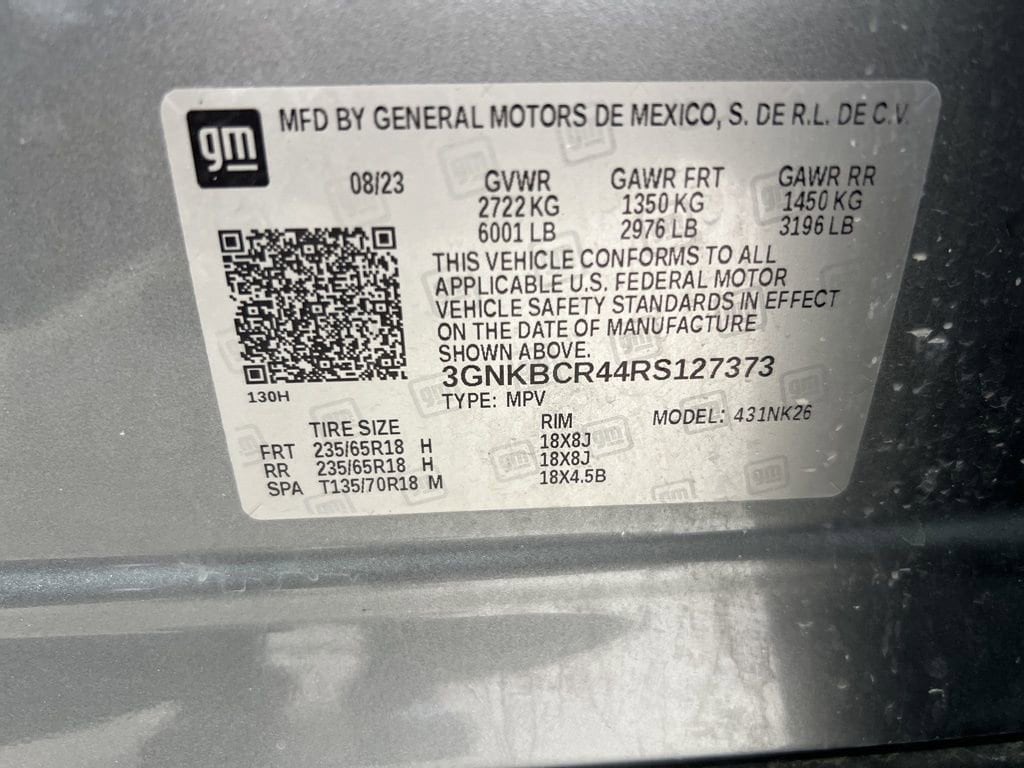 gm MFD BY GENERAL MOTORS DE MEXICO, S. DE R.L. DE C.V.
08/23 GVWR GAWR FRT GAWR RR
2722 KG 1350 KG 1450 KG
6001 LB 2976 LB 3196 LB
THIS VEHICLE CONFORMS TO ALL
APPLICABLE U.S. FEDERAL MOTOR
VEHICLE SAFETY STANDARDS IN EFFECT
ON THE DATE OF MANUFACTURE
SHOWN ABOVE.
3GNKBCR44RS127373
130H
TYPE: MPV
MODEL: 431NK26
TIRE SIZE RIM
FRT 235/65R18 H 18X8J
RR 235/65R18 H 18X8J
SPA T135/70R18 M 18X4.5B